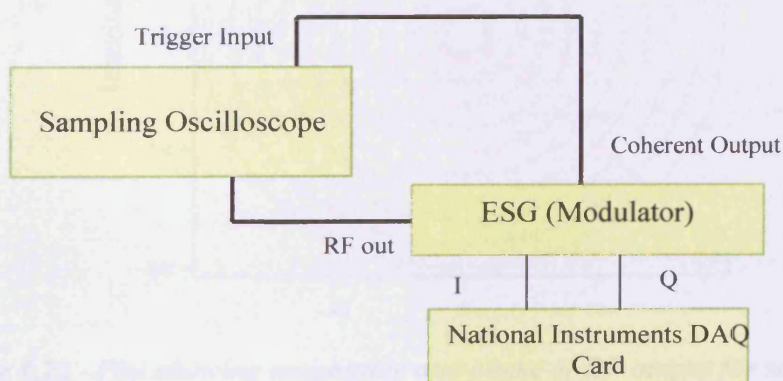 Trigger Input
Sampling Oscilloscope
Coherent Output
ESG (Modulator)
RF out
I
Q
National Instruments DAQ
Card